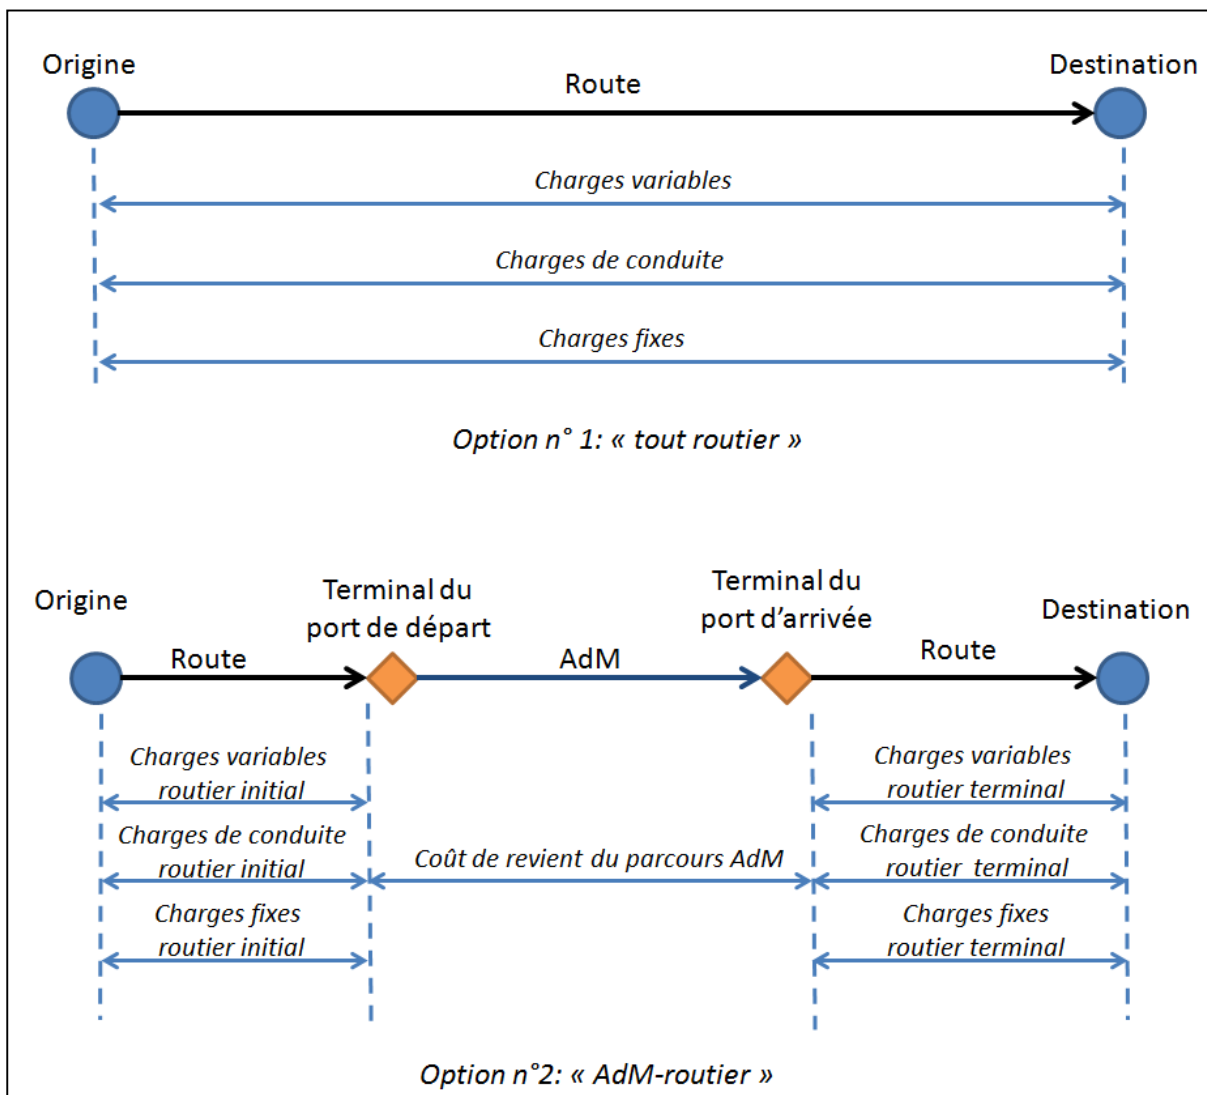 Origine
Destination
Route
Charges variables
Charges de conduite
Charges fixes
Option n° 1: « tout routier »
Origine
Terminal du
port de départ
Terminal du
port d’arrivée
Destination
Route
AdM
Route
Charges variables
routier initial
Charges de conduite
routier initial
Charges fixes
routier initial
Coût de revient du parcours AdM
Charges variables
routier terminal
Charges de conduite
routier terminal
Charges fixes
routier terminal
Option n°2: « AdM-routier »